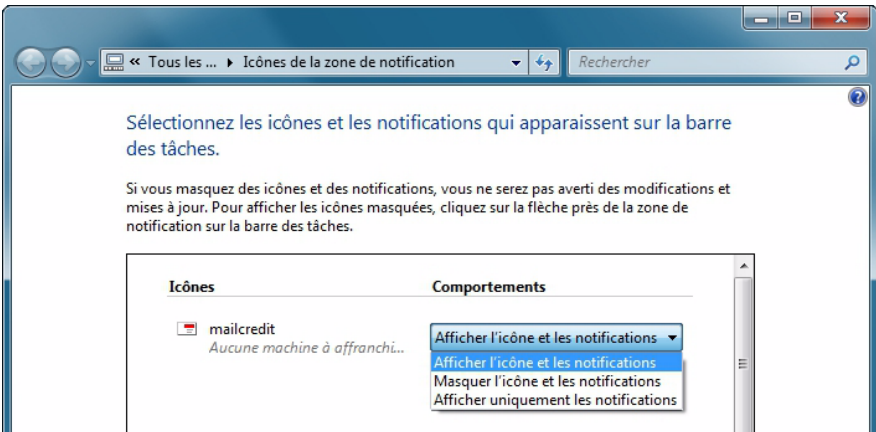 « Tous les ... ▸ Icônes de la zone de notification
Rechercher
Sélectionnez les icônes et les notifications qui apparaissent sur la barre
des tâches.
Si vous masquez des icônes et des notifications, vous ne serez pas averti des modifications et
mises à jour. Pour afficher les icônes masquées, cliquez sur la flèche près de la zone de
notification sur la barre des tâches.
Icônes
Comportements
mailcredit
Aucune machine à affranchi...
Afficher l'icône et les notifications
Afficher l'icône et les notifications
Masquer l'icône et les notifications
Afficher uniquement les notifications